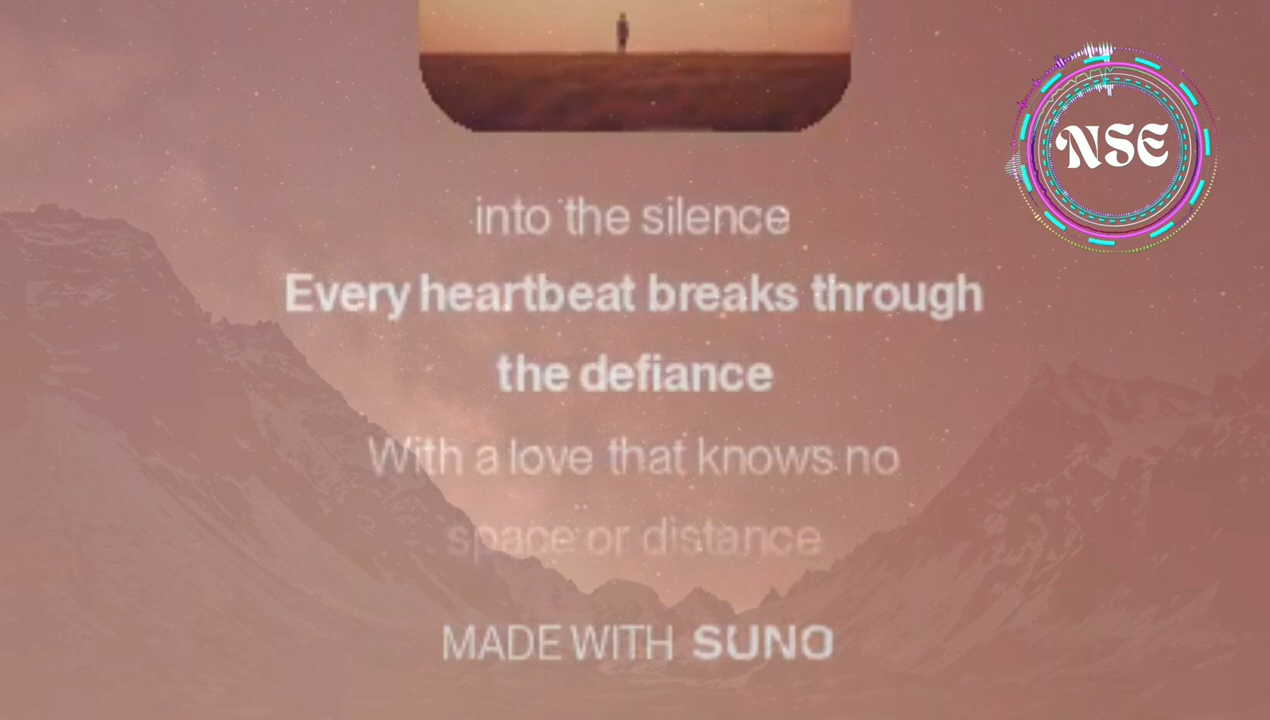 NSE
into the silence
Every heartbeat breaks through
the defiance
With a love that knows no
space or distance
MADE WITH SUNO